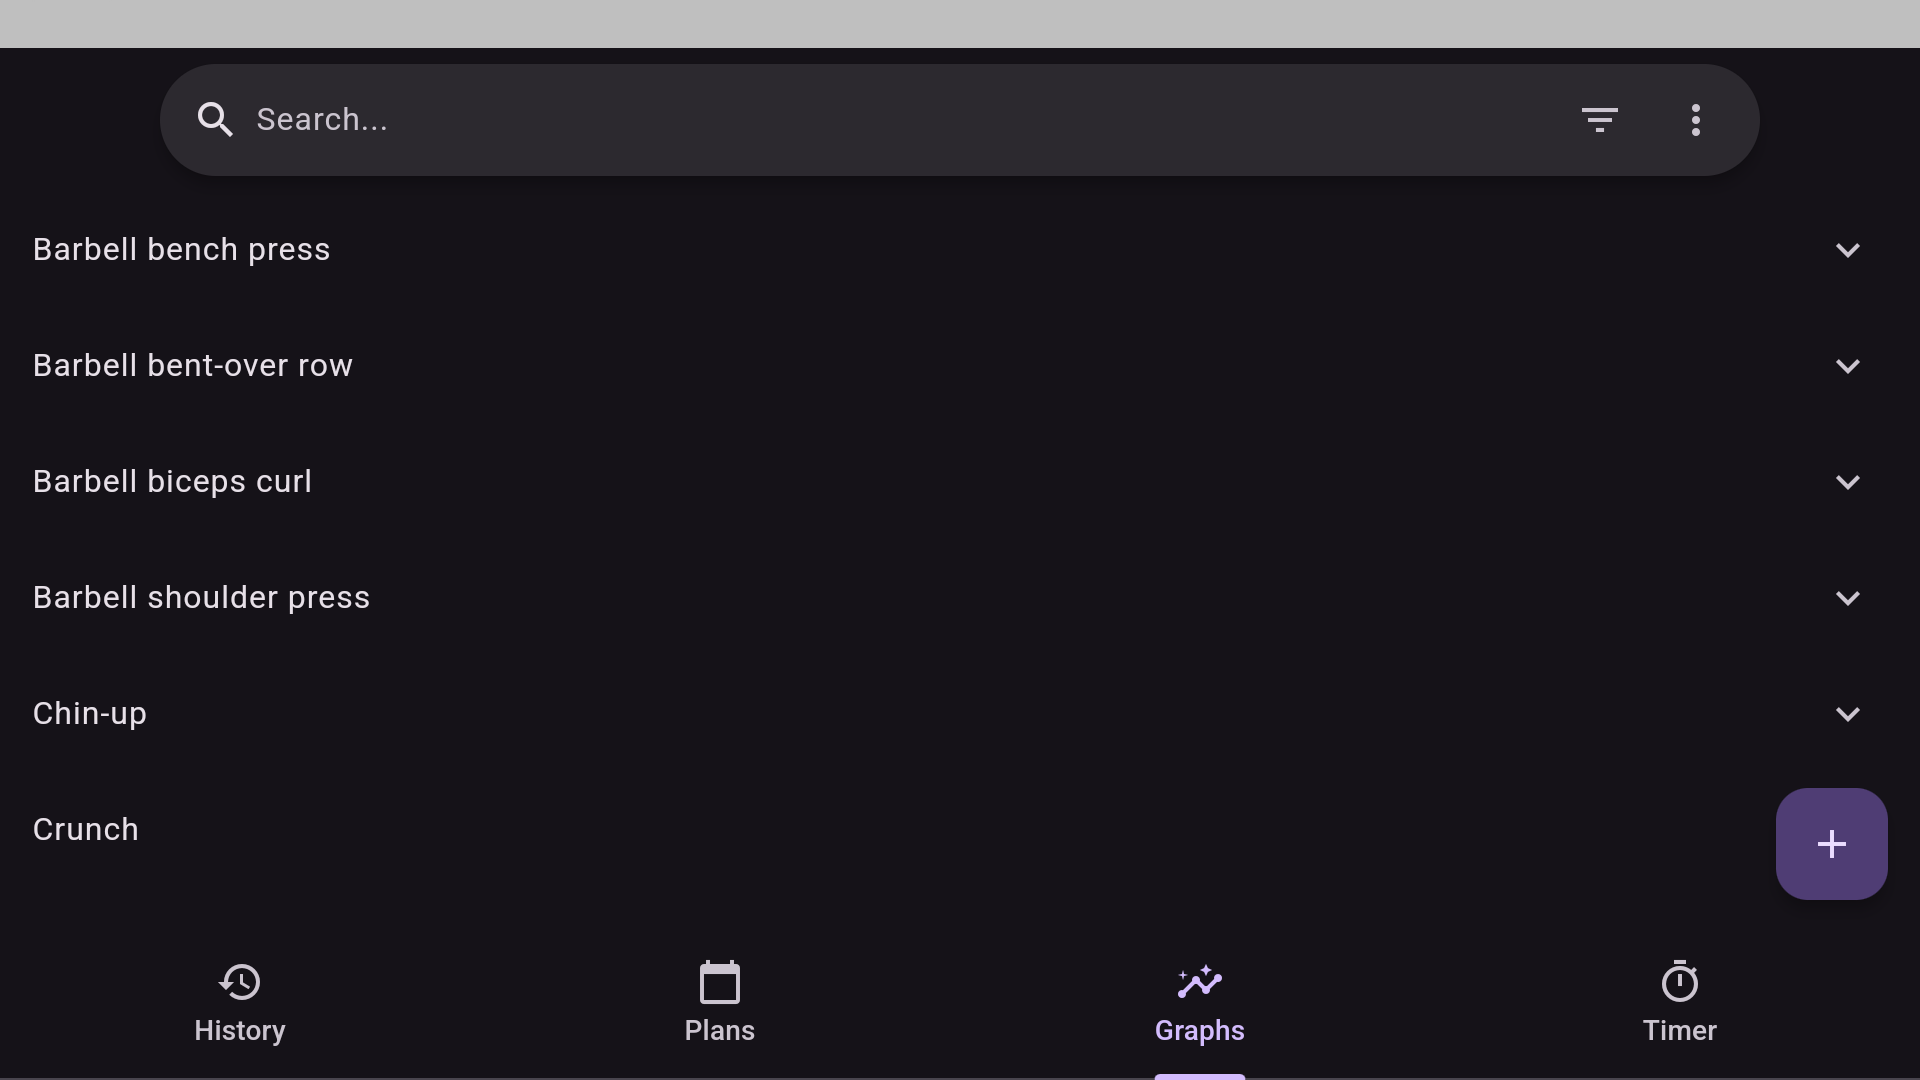 Search...
Barbell bench press
Barbell bent-over row
Barbell biceps curl
Barbell shoulder press
Chin-up
Crunch
History
Plans
Graphs
Timer